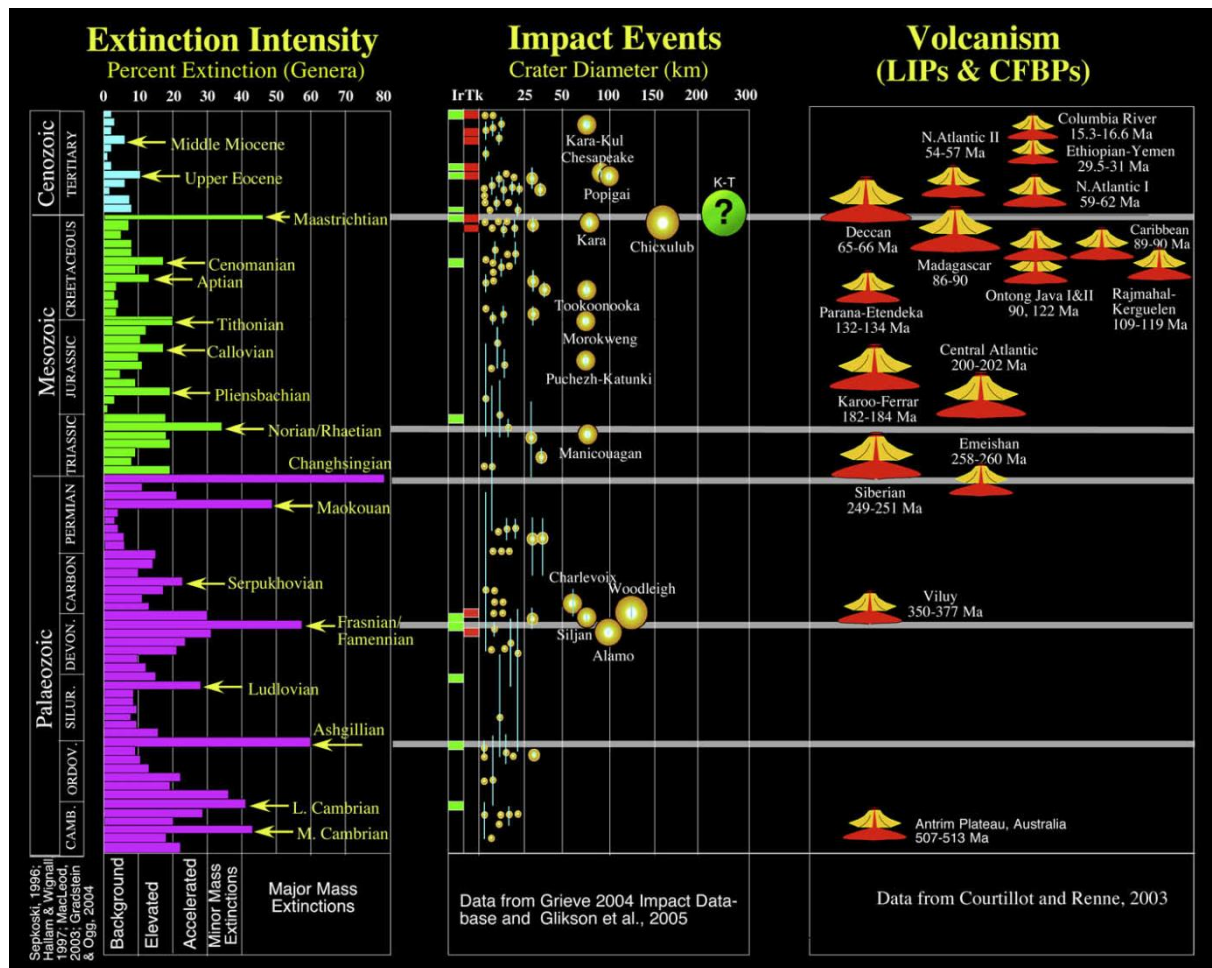 Extinction Intensity
Percent Extinction (Genera)
0 10 20 30 40 50 60 70 80
Impact Events
Crater Diameter (km)
Ir Tk 25 50 100 150 200 300
Volcanism
(LIPs & CFBPs)
Cenozoic
TERTIARY
Mesozoic
CREETACEOUS
JURASSIC
TRIASSIC
Palaeozoic
PERMIAN
CARBON
DEVON.
SILUR.
ORDOV.
CAMB.
Middle Miocene
Upper Eocene
Maastrichtian
Cenomanian
Aptian
Tithonian
Callovian
Pliensbachian
Norian/Rhaetian
Changhsingian
Maokouan
Serpukhovian
Frasnian/
Famennian
Ludlovian
Ashgillian
L. Cambrian
M. Cambrian
Kara-Kul
Chesapeake
Popigai
K-T
?
Kara
Chicxulub
Tookoonooka
Morokweng
Puchezh-Katunki
Manicouagan
Charlevoix
Woodleigh
Siljan
Alamo
Columbia River
15.3-16.6 Ma
N.Atlantic II
54-57 Ma
Ethiopian-Yemen
29.5-31 Ma
N.Atlantic I
59-62 Ma
Deccan
65-66 Ma
Madagascar
86-90
Caribbean
89-90 Ma
Ontong Java I&II
90, 122 Ma
Rajmahal-
Kerguelen
109-119 Ma
Parana-Etendeka
132-134 Ma
Central Atlantic
200-202 Ma
Karoo-Ferrar
182-184 Ma
Emeishan
258-260 Ma
Siberian
249-251 Ma
Viluy
350-377 Ma
Antrim Plateau, Australia
507-513 Ma
Sepkoski, 1996;
Hallam & Wignall
1997; MacLeod,
2003; Gradstein
& Ogg, 2004
Background
Elevated
Accelerated
Minor Mass
Extinctions
Major Mass
Extinctions
Data from Grieve 2004 Impact Data-
base and Glikson et al., 2005
Data from Courtillot and Renne, 2003